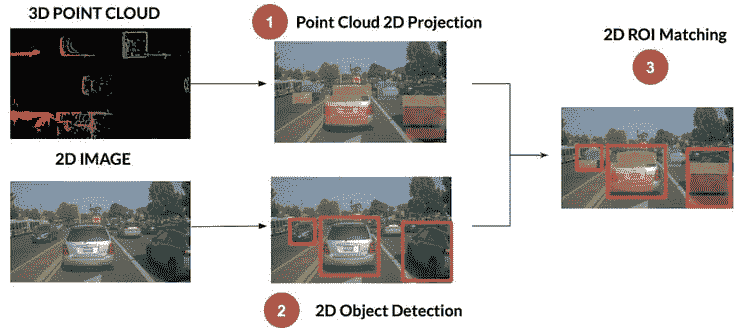 3D POINT CLOUD
1
Point Cloud 2D Projection
2D ROI Matching
3
2D IMAGE
2
2D Object Detection